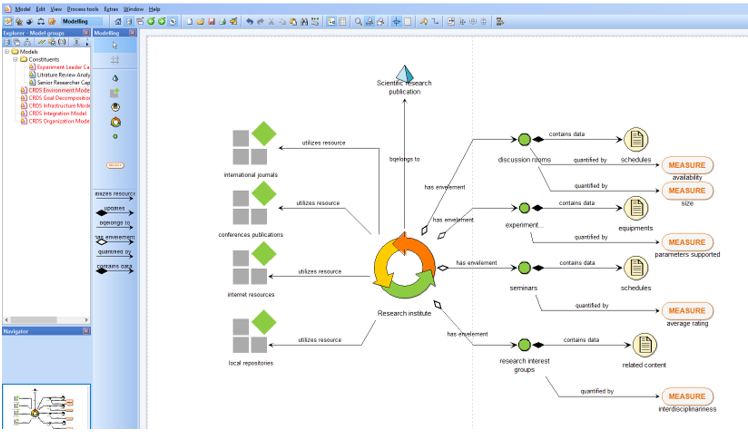 Model Edit View Process tools Extras Window Help
Modelling
Explorer - Model groups
Modelling
Models
Constituents
Experiment Leader Ca
Litrature Review Analy
Senior Researcher Cap
CRDS Environment Mode
CRDS Goal Decompositio
CRDS Infrastructure Mode
CRDS Integration Model
CRDS Organization Mode
utilizes resource
updates
bgelongs to
has envelement
quantified by
contains data
Navigator
Scientific research
publication
bgelongs to
utilizes resource
international journals
utilizes resource
conferences publications
utilizes resource
internet resources
utilizes resource
local repositories
Research institute
has envelement
has envelement
has envelement
has envelement
discussion rooms
contains data
schedules
quantified by
MEASURE
availability
quantified by
MEASURE
size
experiment...
contains data
equipments
quantified by
MEASURE
parameters supported
seminars
contains data
schedules
quantified by
MEASURE
average rating
research interest
groups
contains data
related content
quantified by
MEASURE
interdisciplinariness